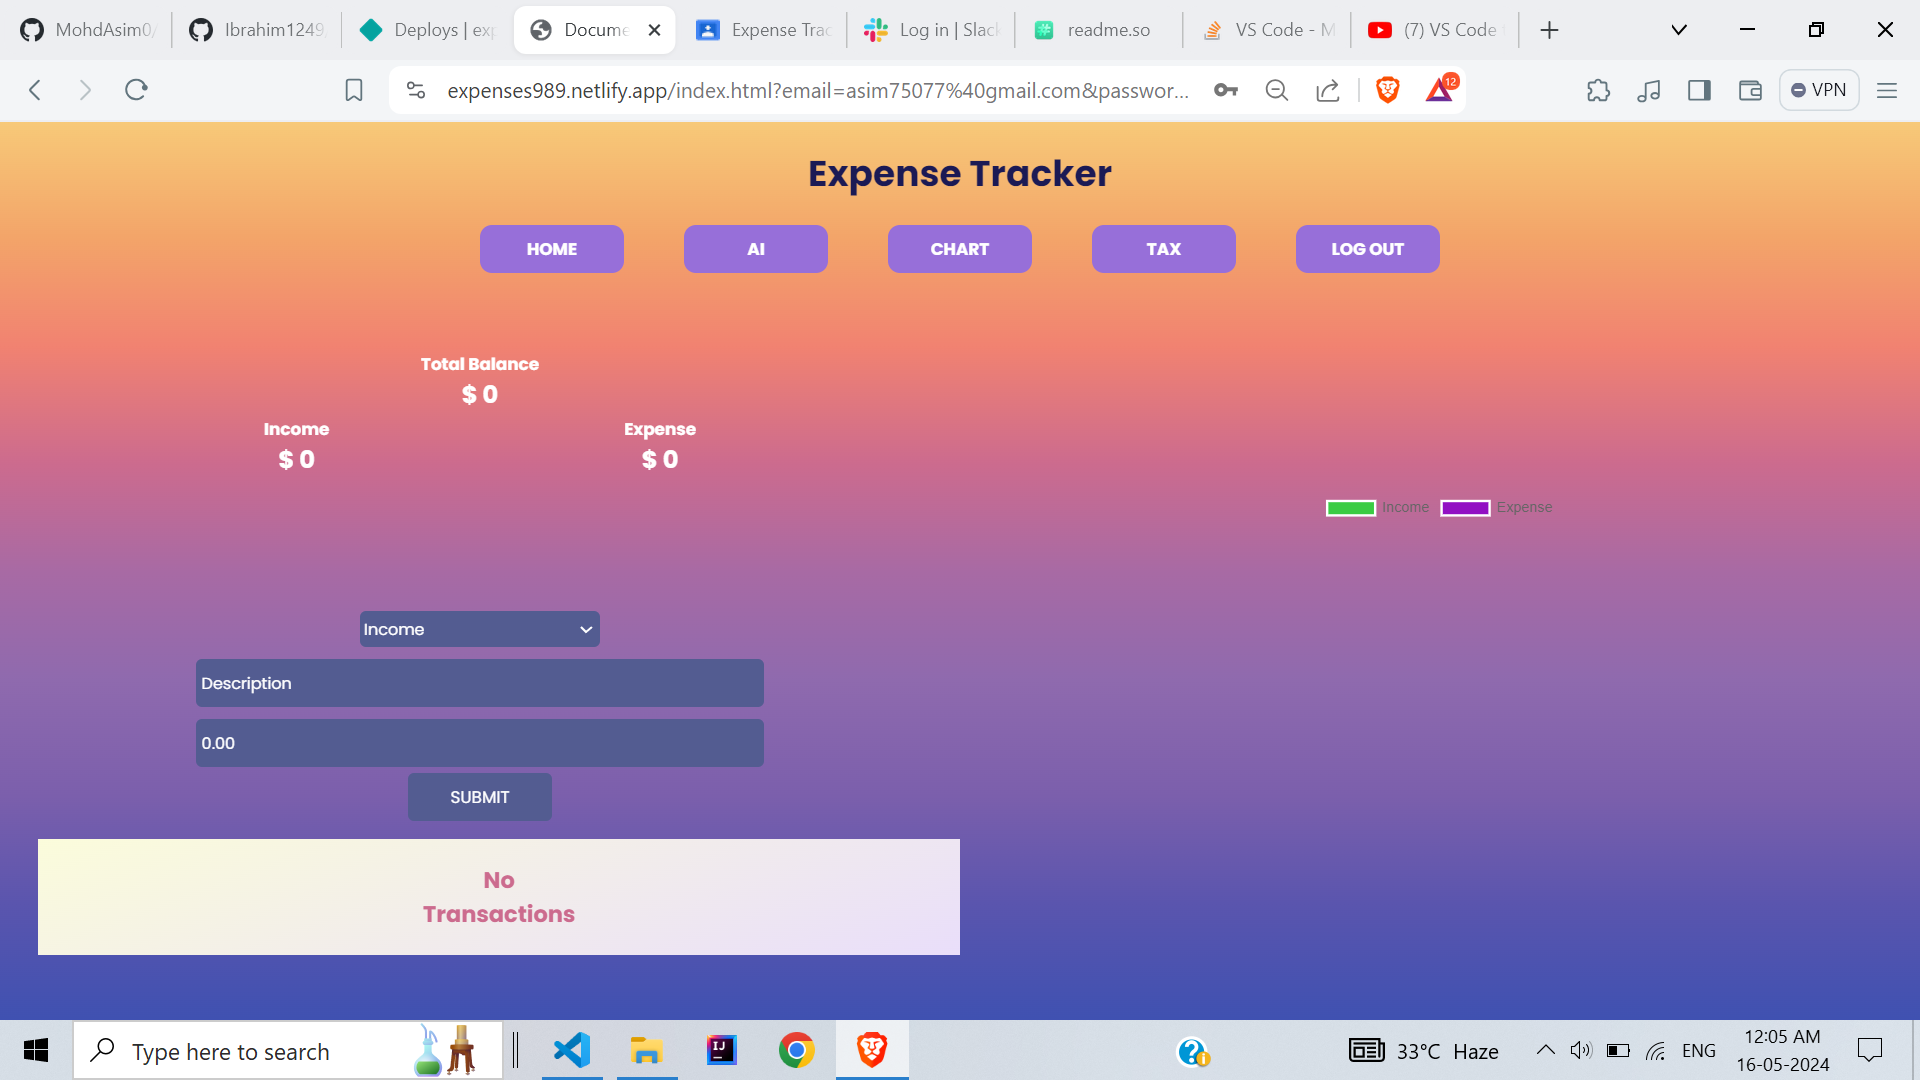 MohdAsim0/
Ibrahim1249
Deploys | exp
Docume
Expense Trac
Log in | Slack
readme.so
VS Code - M
(7) VS Code
expenses989.netlify.app/index.html?email=asim75077%40gmail.com&passwor...
12
VPN
Expense Tracker
HOME
AI
CHART
TAX
LOG OUT
Total Balance
$ 0
Income
Expense
$ 0
$ 0
Income
Expense
Income
Description
0.00
SUBMIT
No
Transactions
Type here to search
IJ
33°C Haze
ENG
12:05 AM
16-05-2024